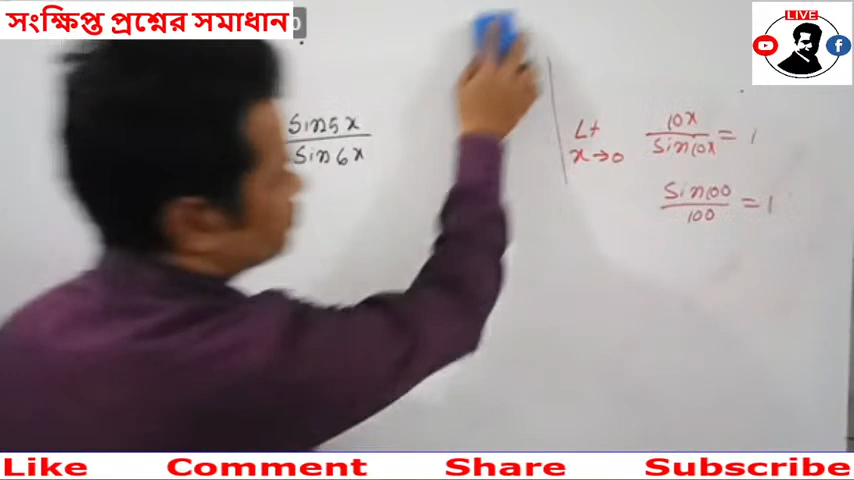 সংক্ষিপ্ত প্রশ্নের সমাধান
LIVE
Sin5x
Sin6x
Lt
x→0
10x
Sin10x
= 1
Sin100
100
= 1
Like Comment Share Subscribe